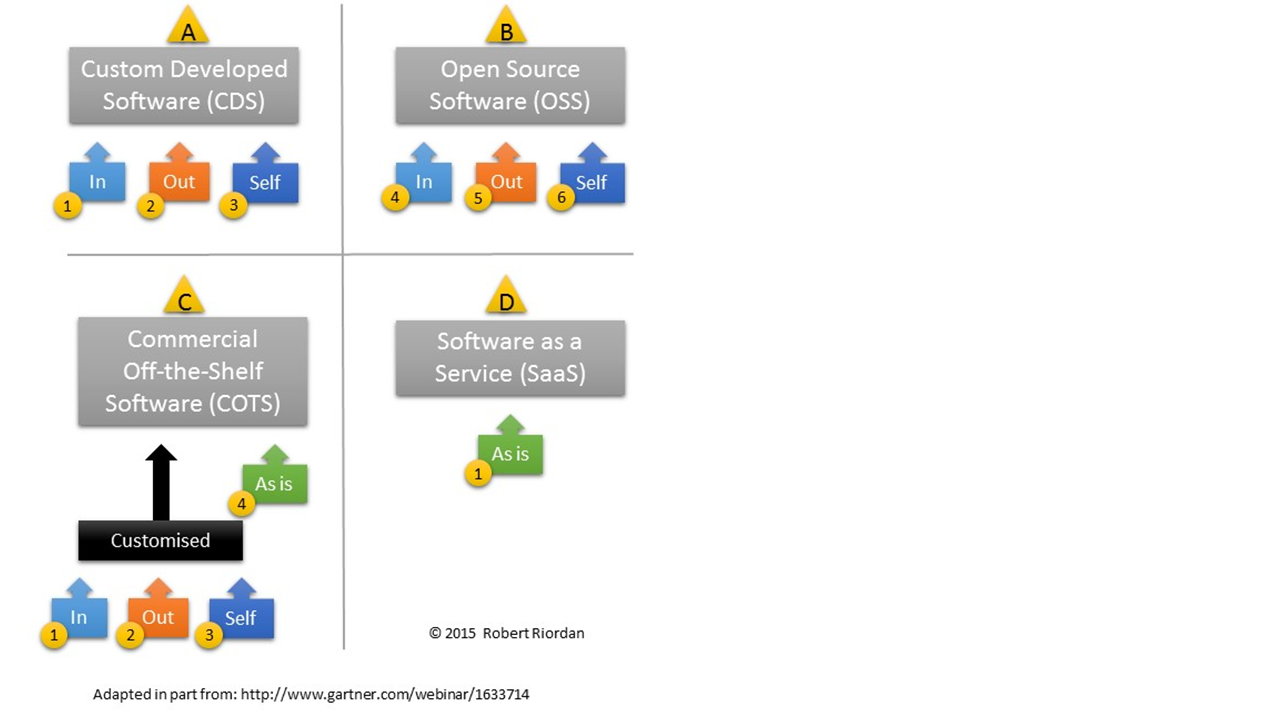 A
Custom Developed
Software (CDS)
In
Out
Self
1
2
3
B
Open Source
Software (OSS)
In
Out
Self
4
5
6
C
Commercial
Off-the-Shelf
Software (COTS)
As is
4
Customised
In
Out
Self
1
2
3
D
Software as a
Service (SaaS)
As is
1
© 2015 Robert Riordan
Adapted in part from: http://www.gartner.com/webinar/1633714